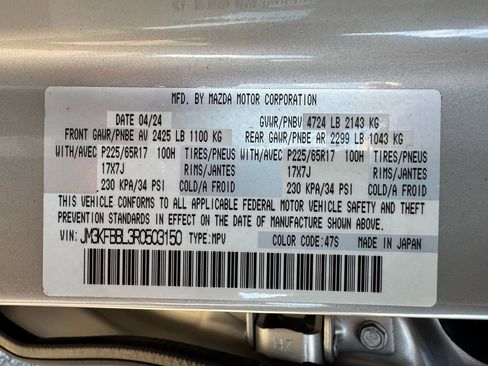 MFD. BY MAZDA MOTOR CORPORATION
DATE 04/24 GVWR/PNBV 4724 LB 2143 KG
FRONT GAWR/PNBE AV 2425 LB 1100 KG REAR GAWR/PNBE AR 2299 LB 1043 KG
WITH/AVEC P225/65R17 100H TIRES/PNEUS WITH/AVEC P225/65R17 100H TIRES/PNEUS
17X7J RIMS/JANTES 17X7J RIMS/JANTES
230 KPA/34 PSI COLD/A FROID 230 KPA/34 PSI COLD/A FROID
THIS VEHICLE CONFORMS TO ALL APPLICABLE FEDERAL MOTOR VEHICLE SAFETY AND THEFT
PREVENTION STANDARDS IN EFFECT ON THE DATE OF MANUFACTURE SHOWN ABOVE.
VIN: JM3KFBBL3R0503150 TYPE: MPV COLOR CODE: 47S MADE IN JAPAN